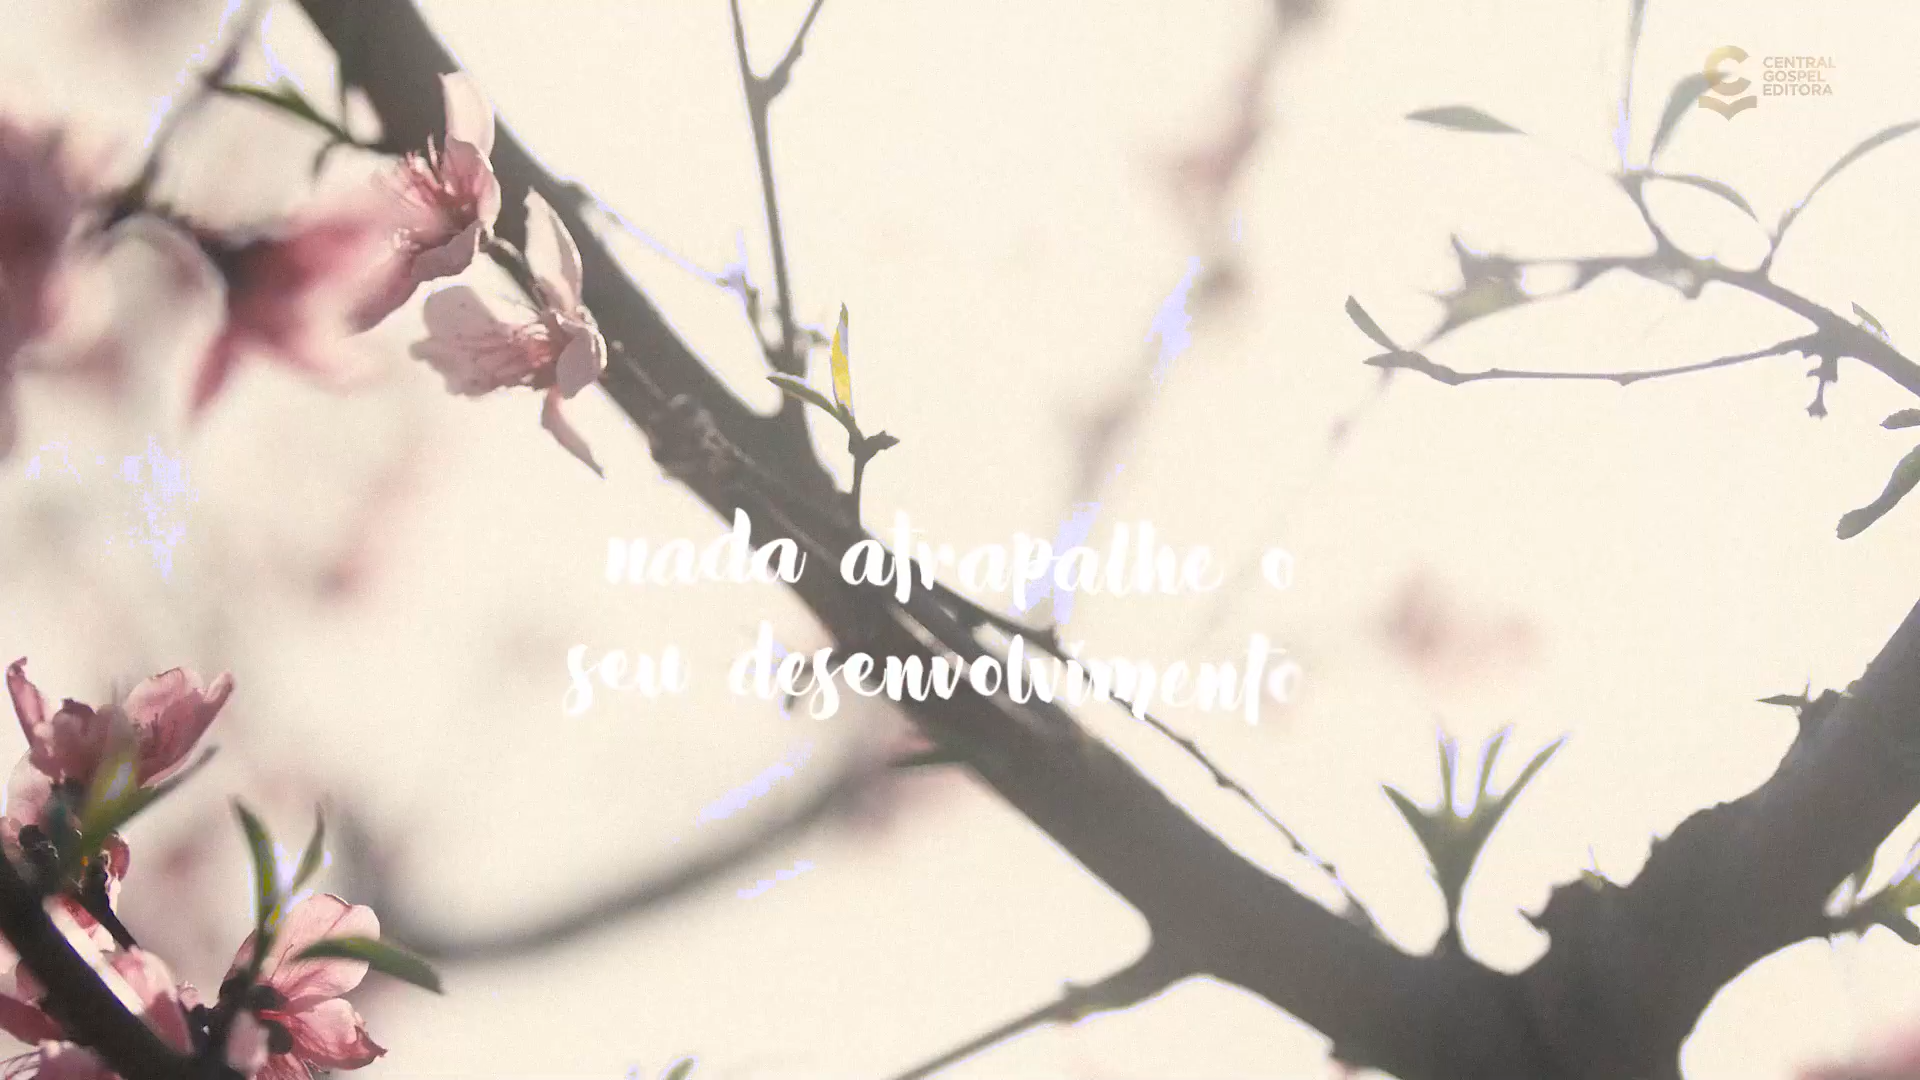 CENTRAL
GOSPEL
EDITORA
nada atrapalhe o
seu desenvolvimento